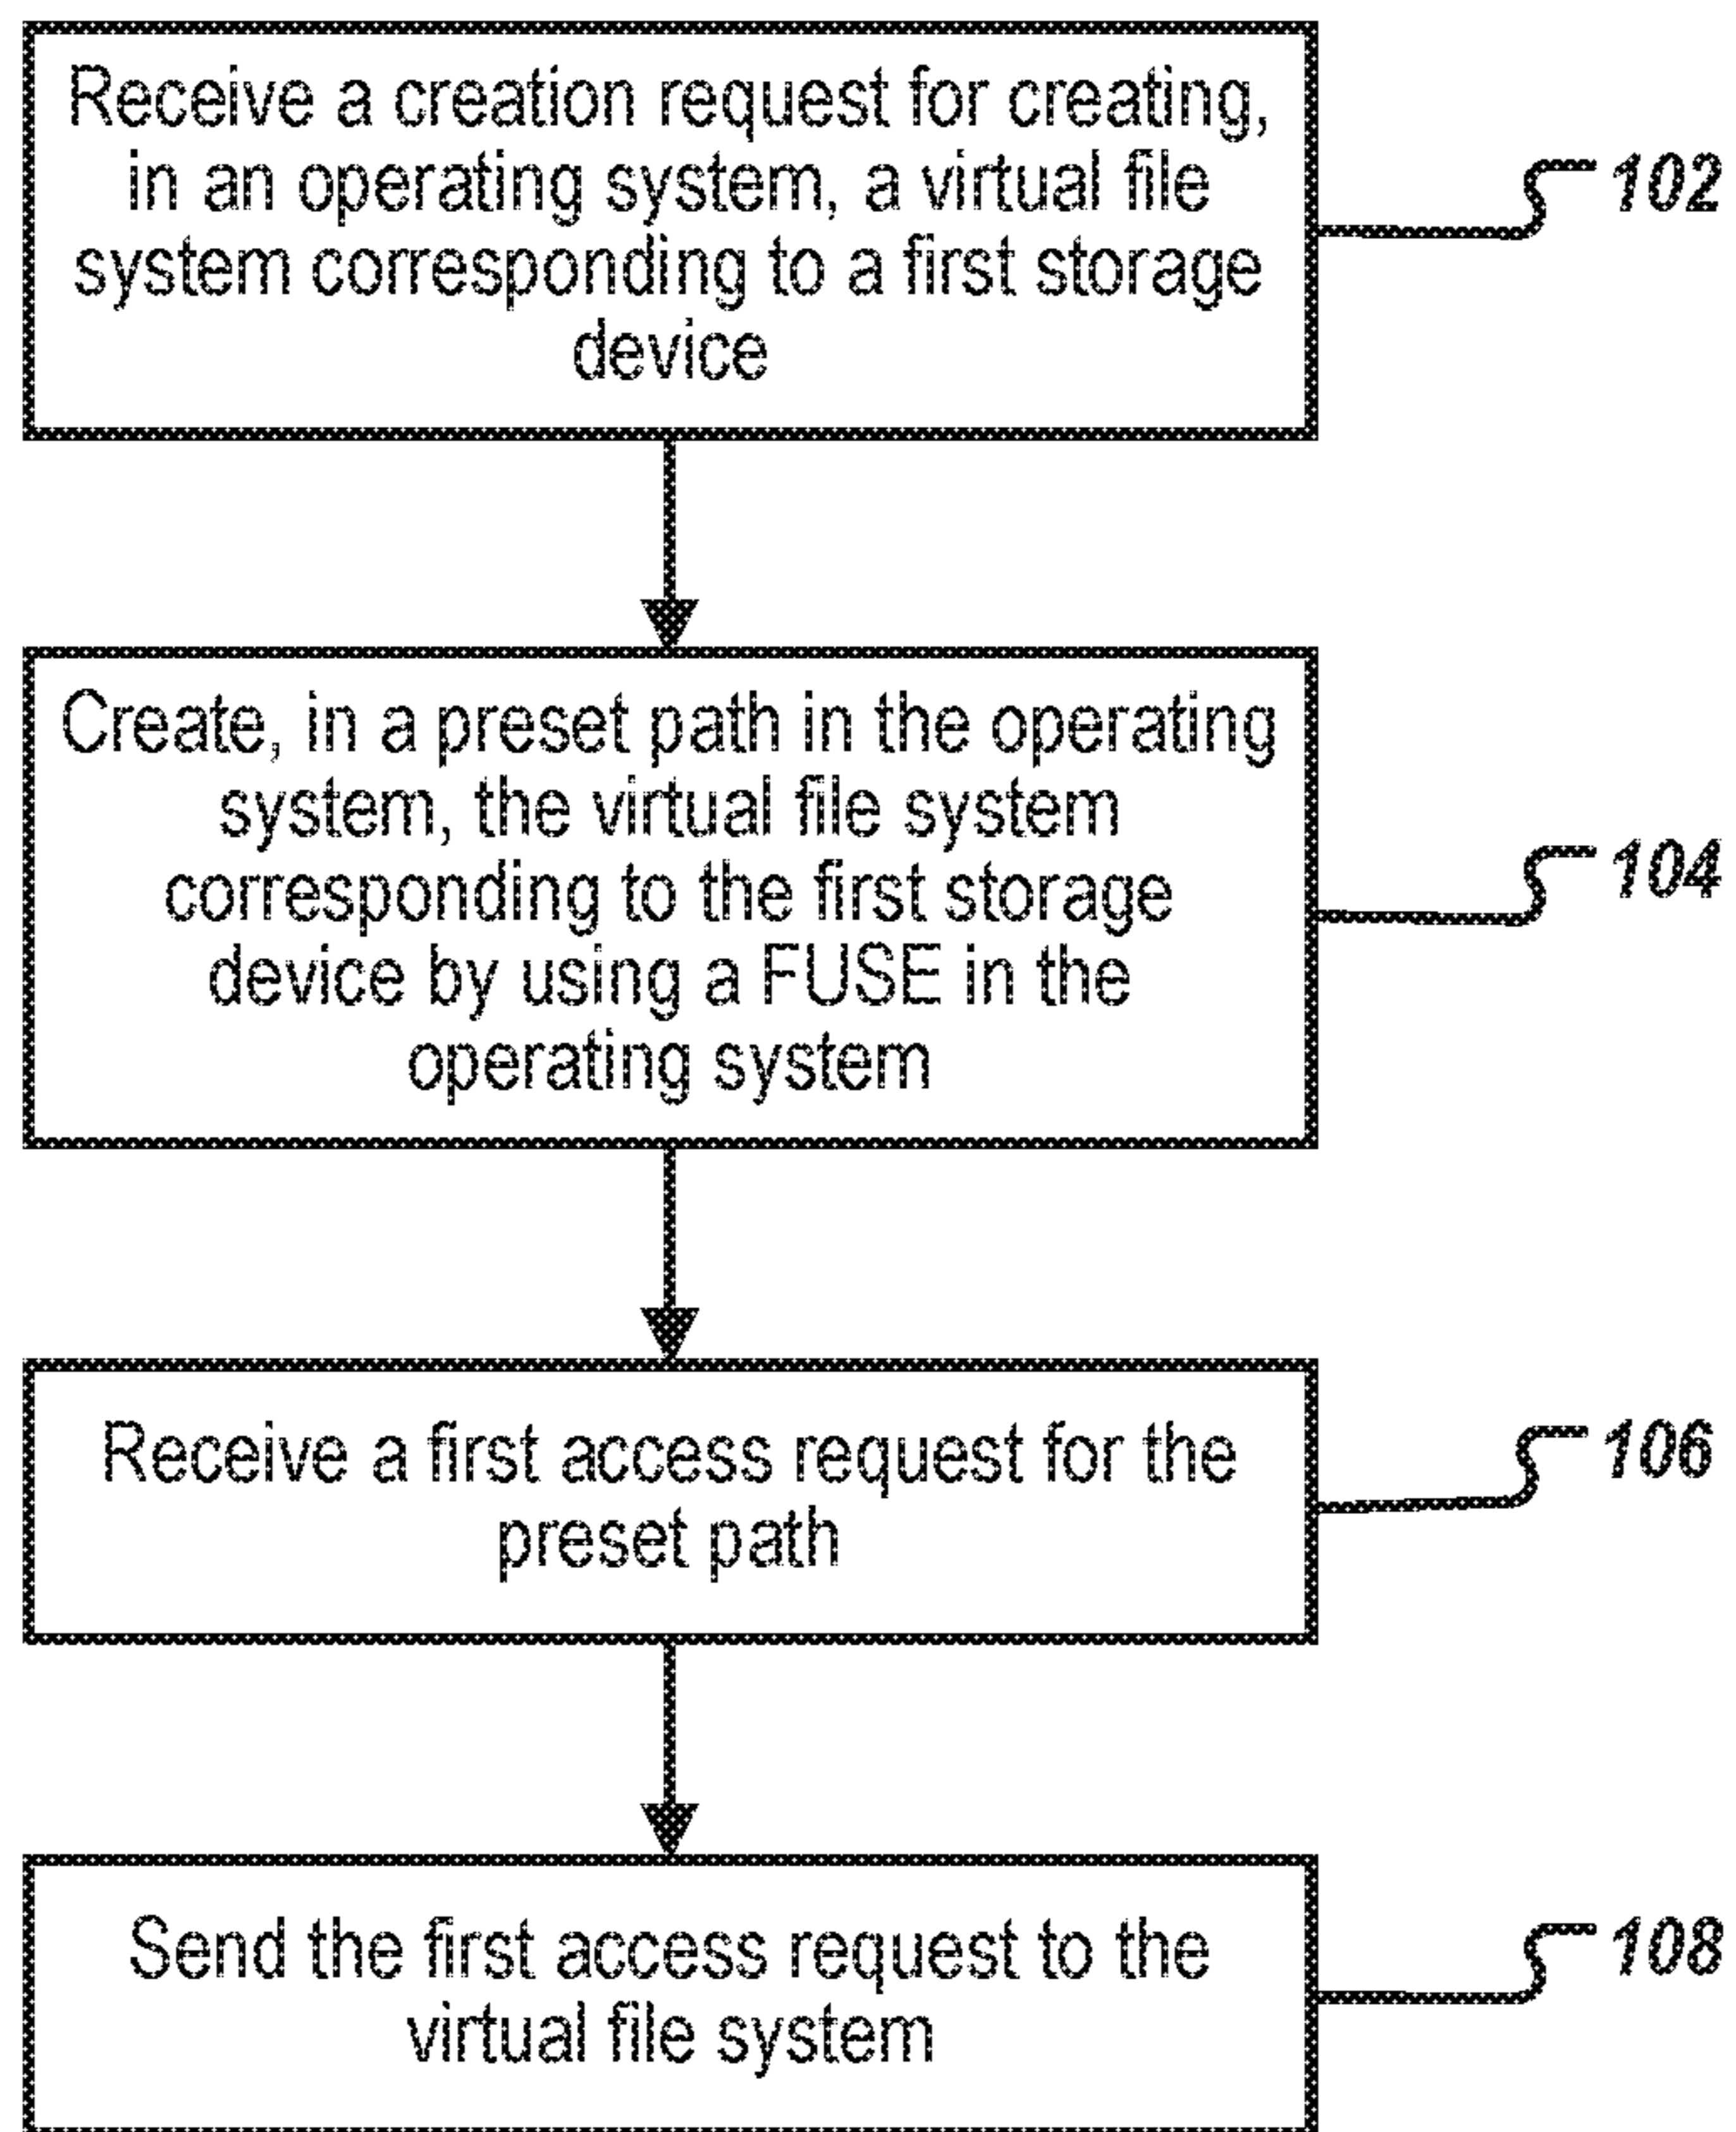 Receive a creation request for creating,
in an operating system, a virtual file
system corresponding to a first storage
device
102
Create, in a preset path in the operating
system, the virtual file system
corresponding to the first storage
device by using a FUSE in the
operating system
104
Receive a first access request for the
preset path
106
Send the first access request to the
virtual file system
108